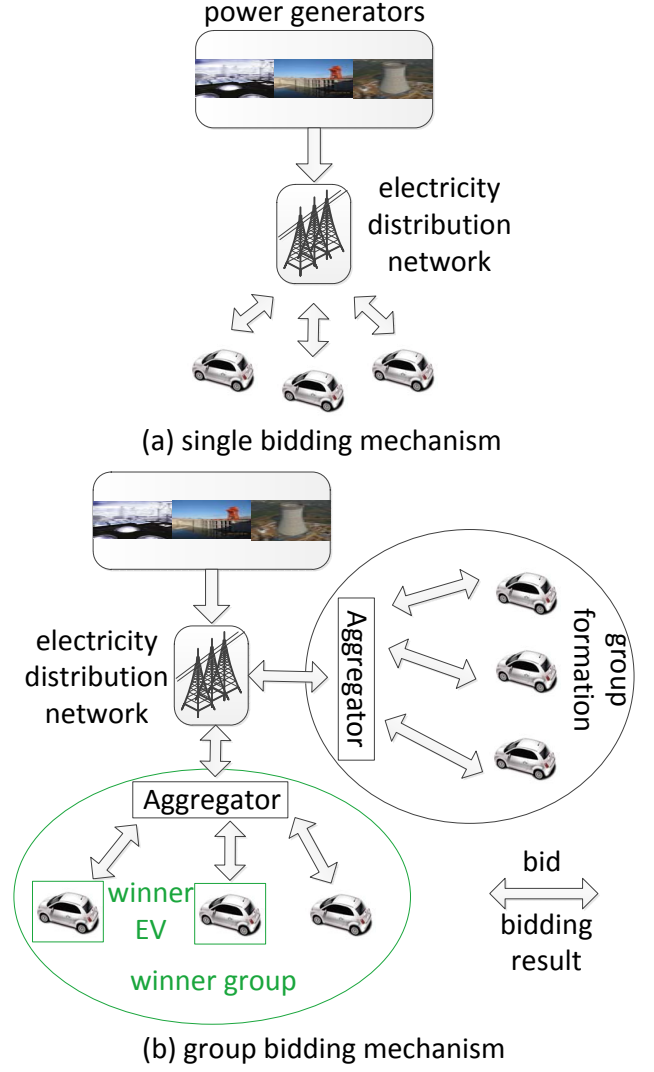 power generators
electricity
distribution
network
(a) single bidding mechanism
electricity
distribution
network
Aggregator
group
formation
Aggregator
winner
EV
winner group
bid
bidding
result
(b) group bidding mechanism